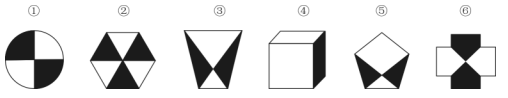 ① ② ③ ④ ⑤ ⑥